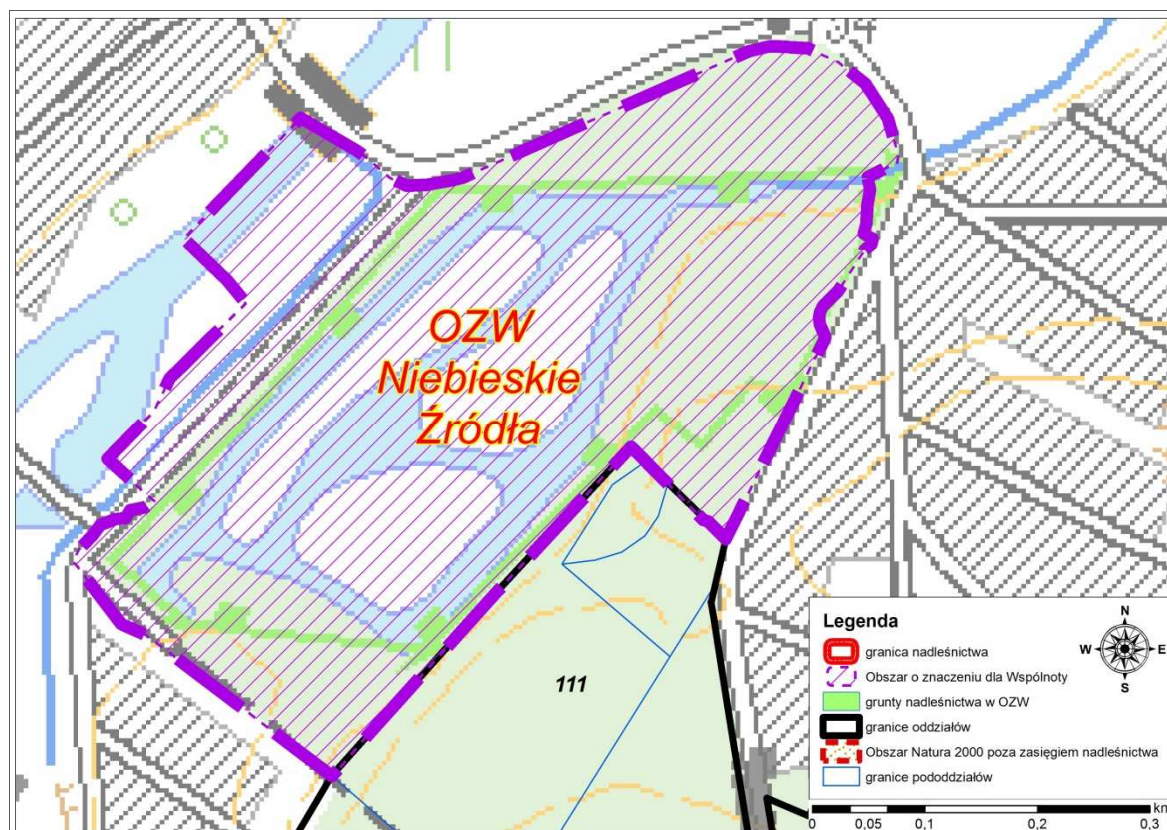 OZW
Niebieskie
Źródła
111
Legenda
granica nadleśnictwa
Obszar o znaczeniu dla Wspólnoty
grunty nadleśnictwa w OZW
granice oddziałów
Obszar Natura 2000 poza zasięgiem nadleśnictwa
granice pododdziałów
N
W
E
S
km
0 0,05 0,1 0,2 0,3